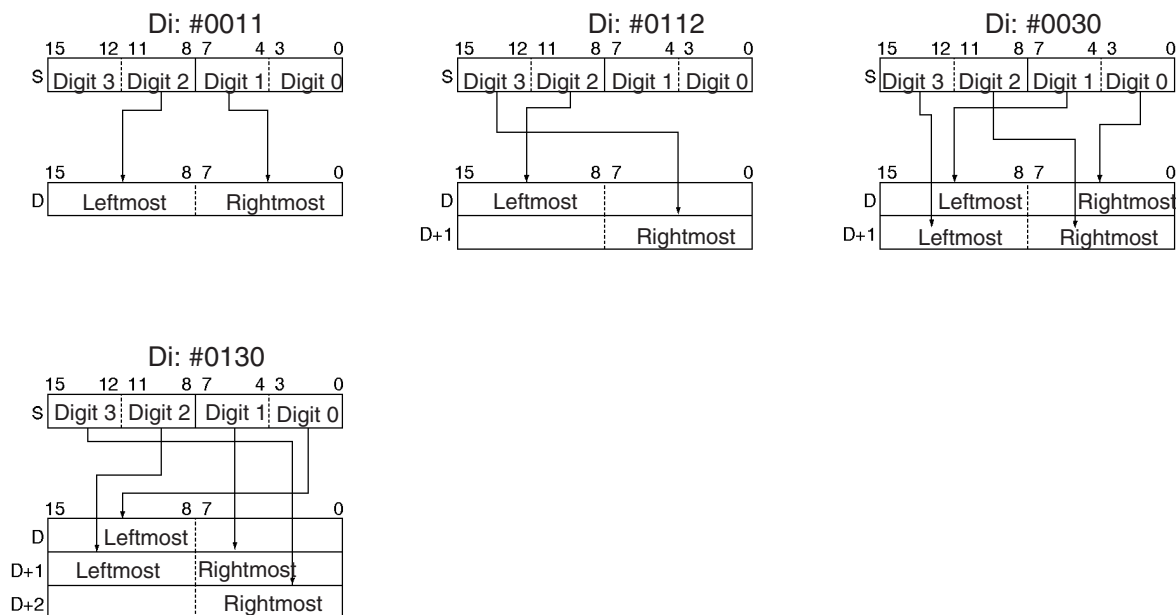 Di: #0011
15 12 11 8 7 4 3 0
S Digit 3 Digit 2 Digit 1 Digit 0
15 8 7 0
D Leftmost Rightmost
Di: #0112
15 12 11 8 7 4 3 0
S Digit 3 Digit 2 Digit 1 Digit 0
15 8 7 0
D Leftmost
D+1 Rightmost
Di: #0030
15 12 11 8 7 4 3 0
S Digit 3 Digit 2 Digit 1 Digit 0
15 8 7 0
D Leftmost Rightmost
D+1 Leftmost Rightmost
Di: #0130
15 12 11 8 7 4 3 0
S Digit 3 Digit 2 Digit 1 Digit 0
15 8 7 0
D Leftmost
D+1 Leftmost Rightmost
D+2 Rightmost